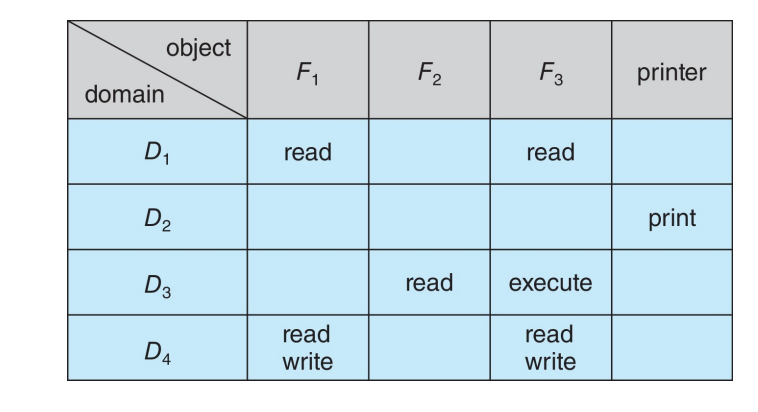 object
domain
F₁
F₂
F₃
printer
D₁
read
read
D₂
print
D₃
read
execute
D₄
read
write
read
write